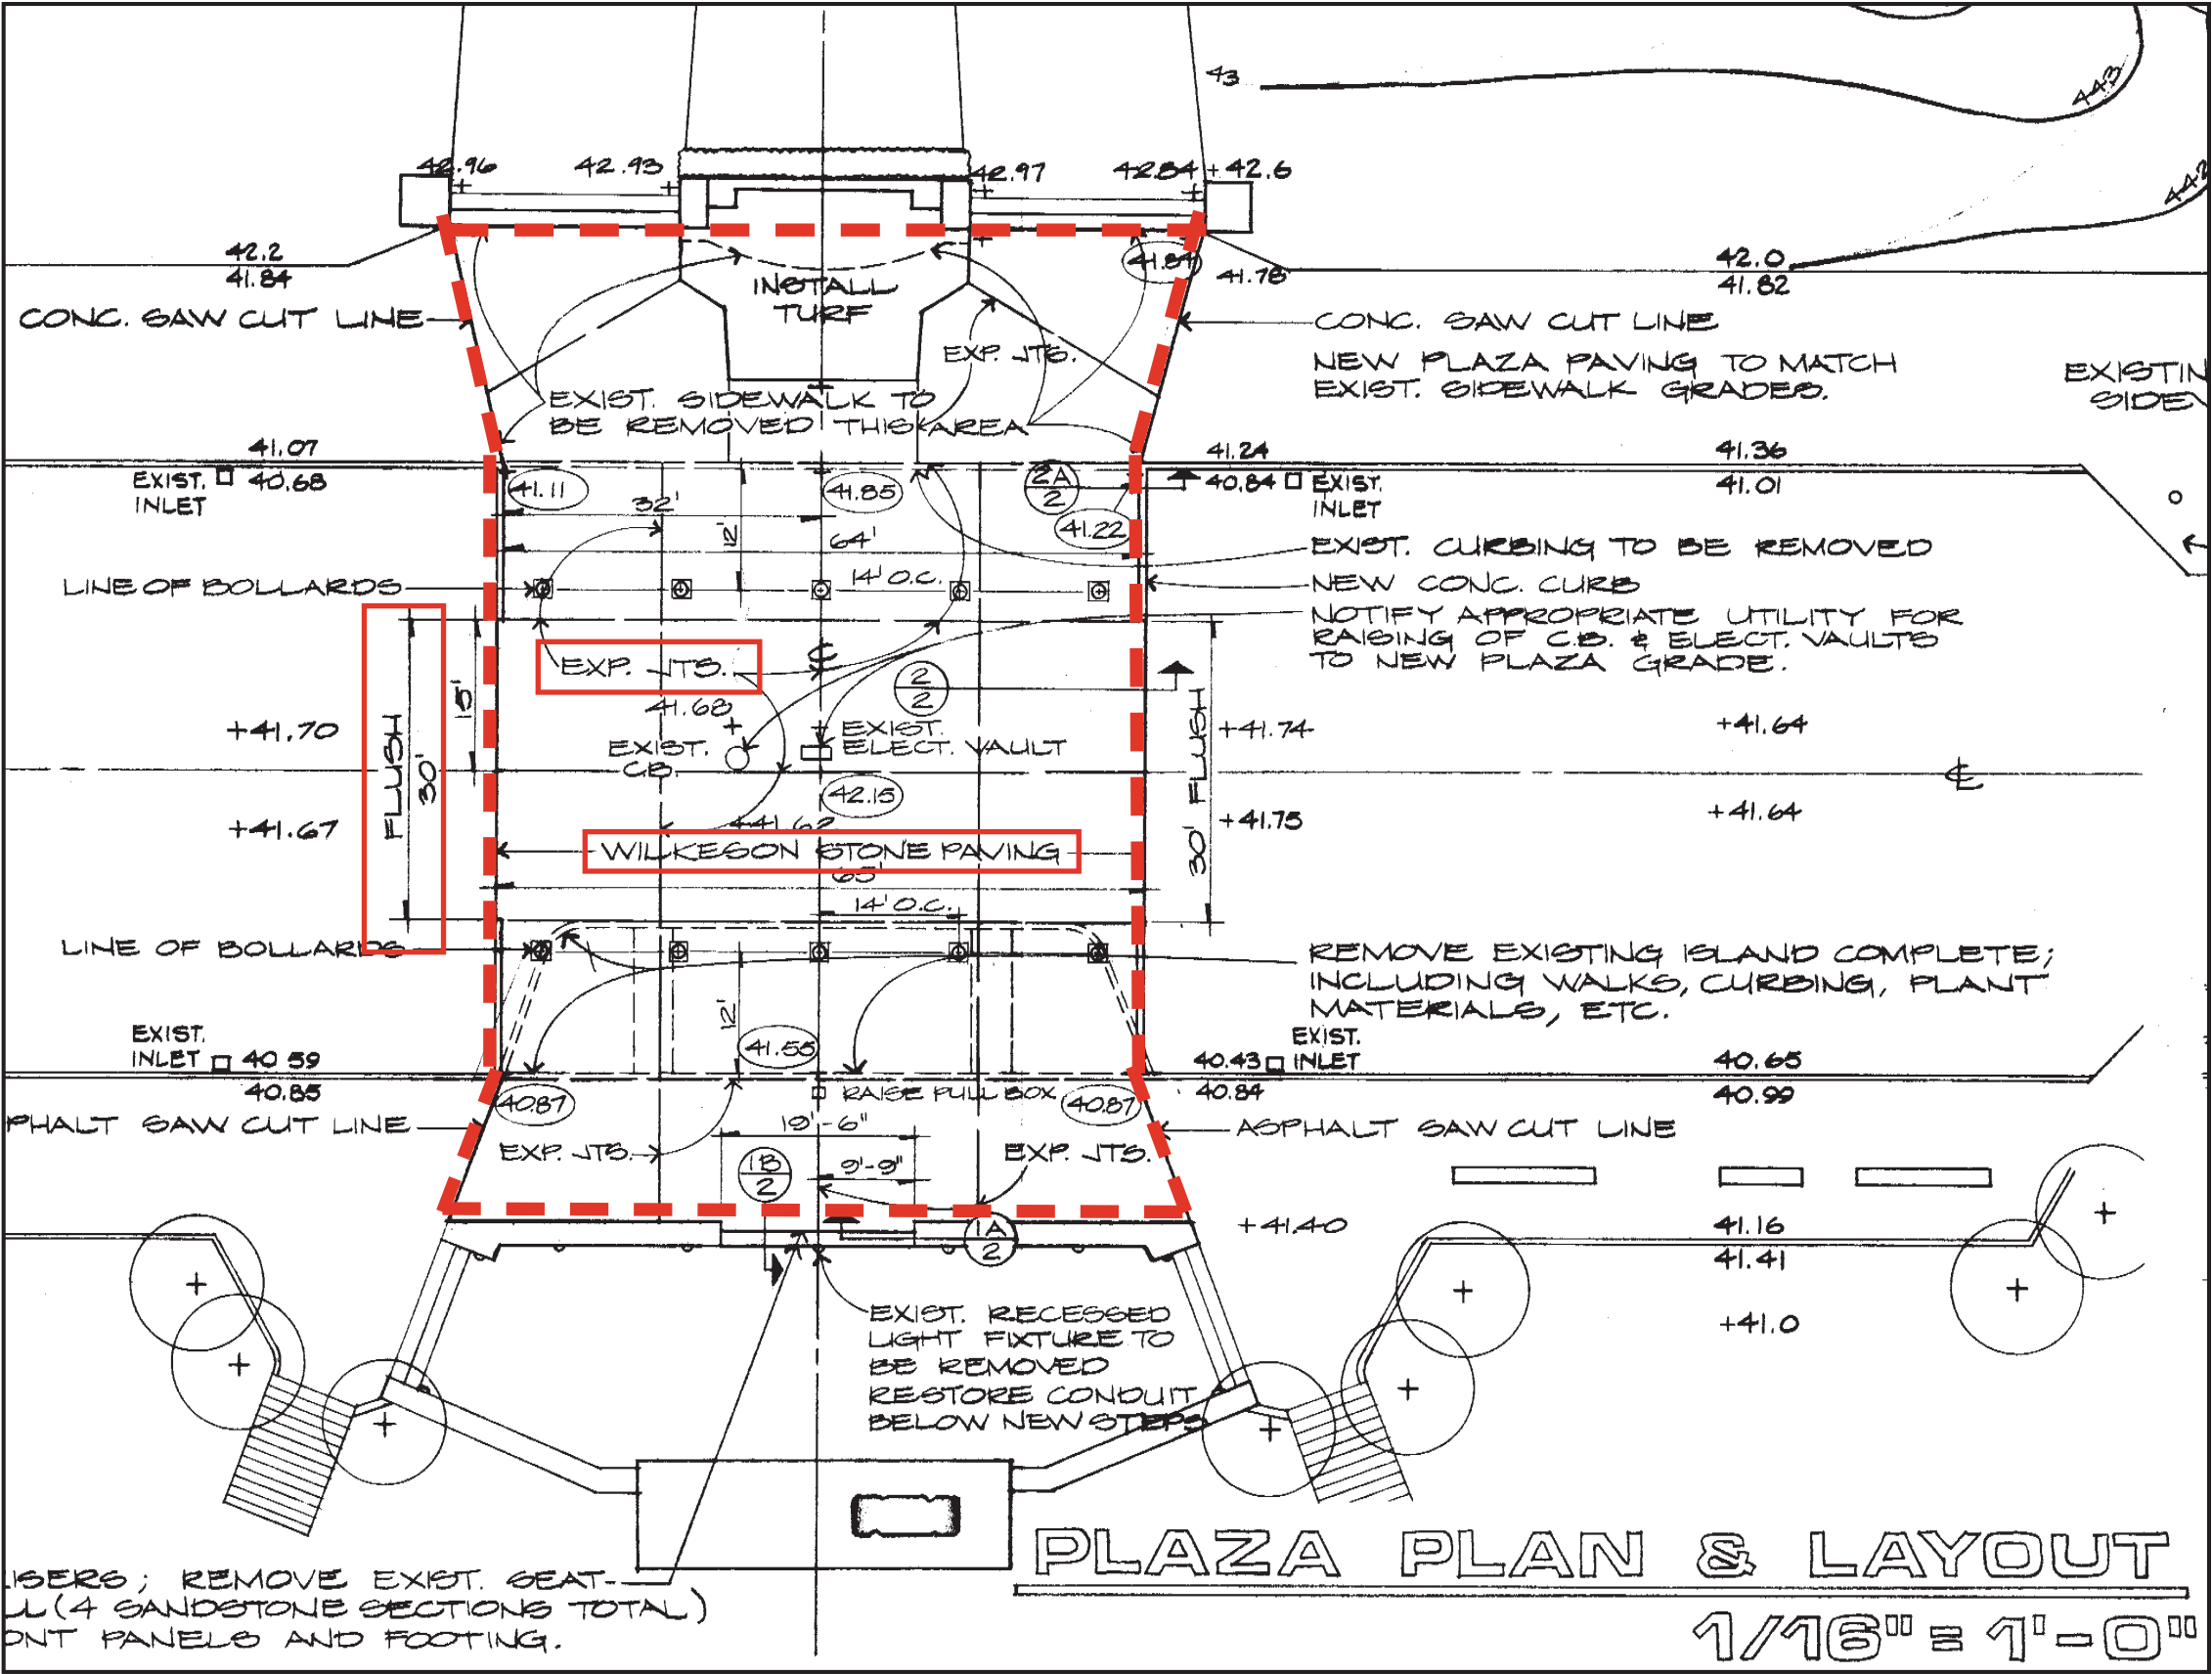 43
443
442
42.96
42.93
42.97
42.84
+42.6
42.2
41.84
INSTALL
TURF
41.84
41.78
42.0
41.82
CONC. SAW CUT LINE
EXP. JTS.
CONC. SAW CUT LINE
NEW PLAZA PAVING TO MATCH
EXIST. SIDEWALK GRADES.
EXIST. SIDEWALK TO
BE REMOVED THIS AREA
41.07
EXIST.
INLET
40.68
41.24
40.84
EXIST.
INLET
41.36
41.01
41.11
32'
41.85
2A
2
41.22
12'
64'
14' O.C.
EXIST. CURBING TO BE REMOVED
LINE OF BOLLARDS
NEW CONC. CURB
NOTIFY APPROPRIATE UTILITY FOR
RAISING OF C.B. & ELECT. VAULTS
TO NEW PLAZA GRADE.
FLUSH
30'
15'
EXP. JTS.
℄
2
2
41.68
+41.70
EXIST.
C.B.
EXIST.
ELECT. VAULT
30' FLUSH
+41.74
+41.64
℄
42.15
+41.67
+41.62
+41.75
+41.64
WILKESON STONE PAVING
65'
14' O.C.
LINE OF BOLLARDS
REMOVE EXISTING ISLAND COMPLETE;
INCLUDING WALKS, CURBING, PLANT
MATERIALS, ETC.
12'
41.55
EXIST.
INLET
40 59
40.85
40.43
40.84
EXIST.
INLET
40.65
40.99
40.87
RAISE PULL BOX
40.87
SAW CUT LINE
19'-6"
EXP. JTS.
EXP. JTS.
ASPHALT SAW CUT LINE
1B
2
9'-9"
1A
2
+41.40
41.16
41.41
+41.0
EXIST. RECESSED
LIGHT FIXTURE TO
BE REMOVED
RESTORE CONDUIT
BELOW NEW STEPS
PLAZA PLAN & LAYOUT
1/16" = 1'-0"
ISERS; REMOVE EXIST. SEAT-
LL (4 SANDSTONE SECTIONS TOTAL)
ONT PANELS AND FOOTING.